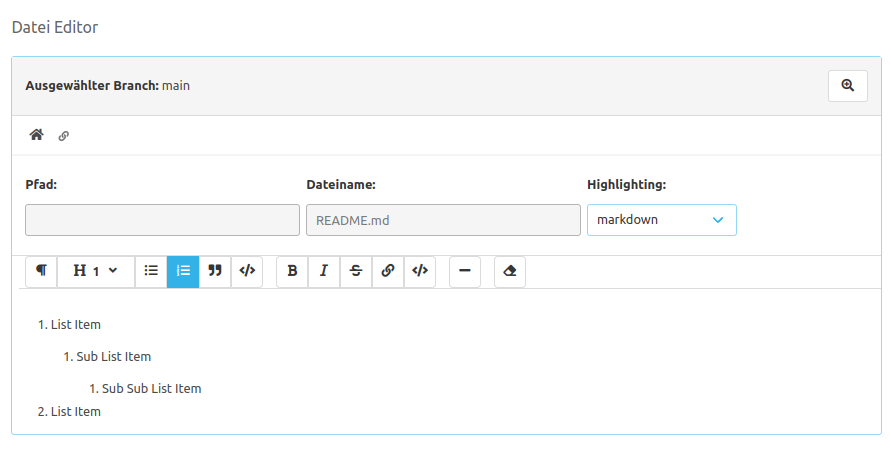 Datei Editor
Ausgewählter Branch: main
Pfad: Dateiname: Highlighting:
README.md markdown
H 1 B I S
1. List Item
1. Sub List Item
1. Sub Sub List Item
2. List Item